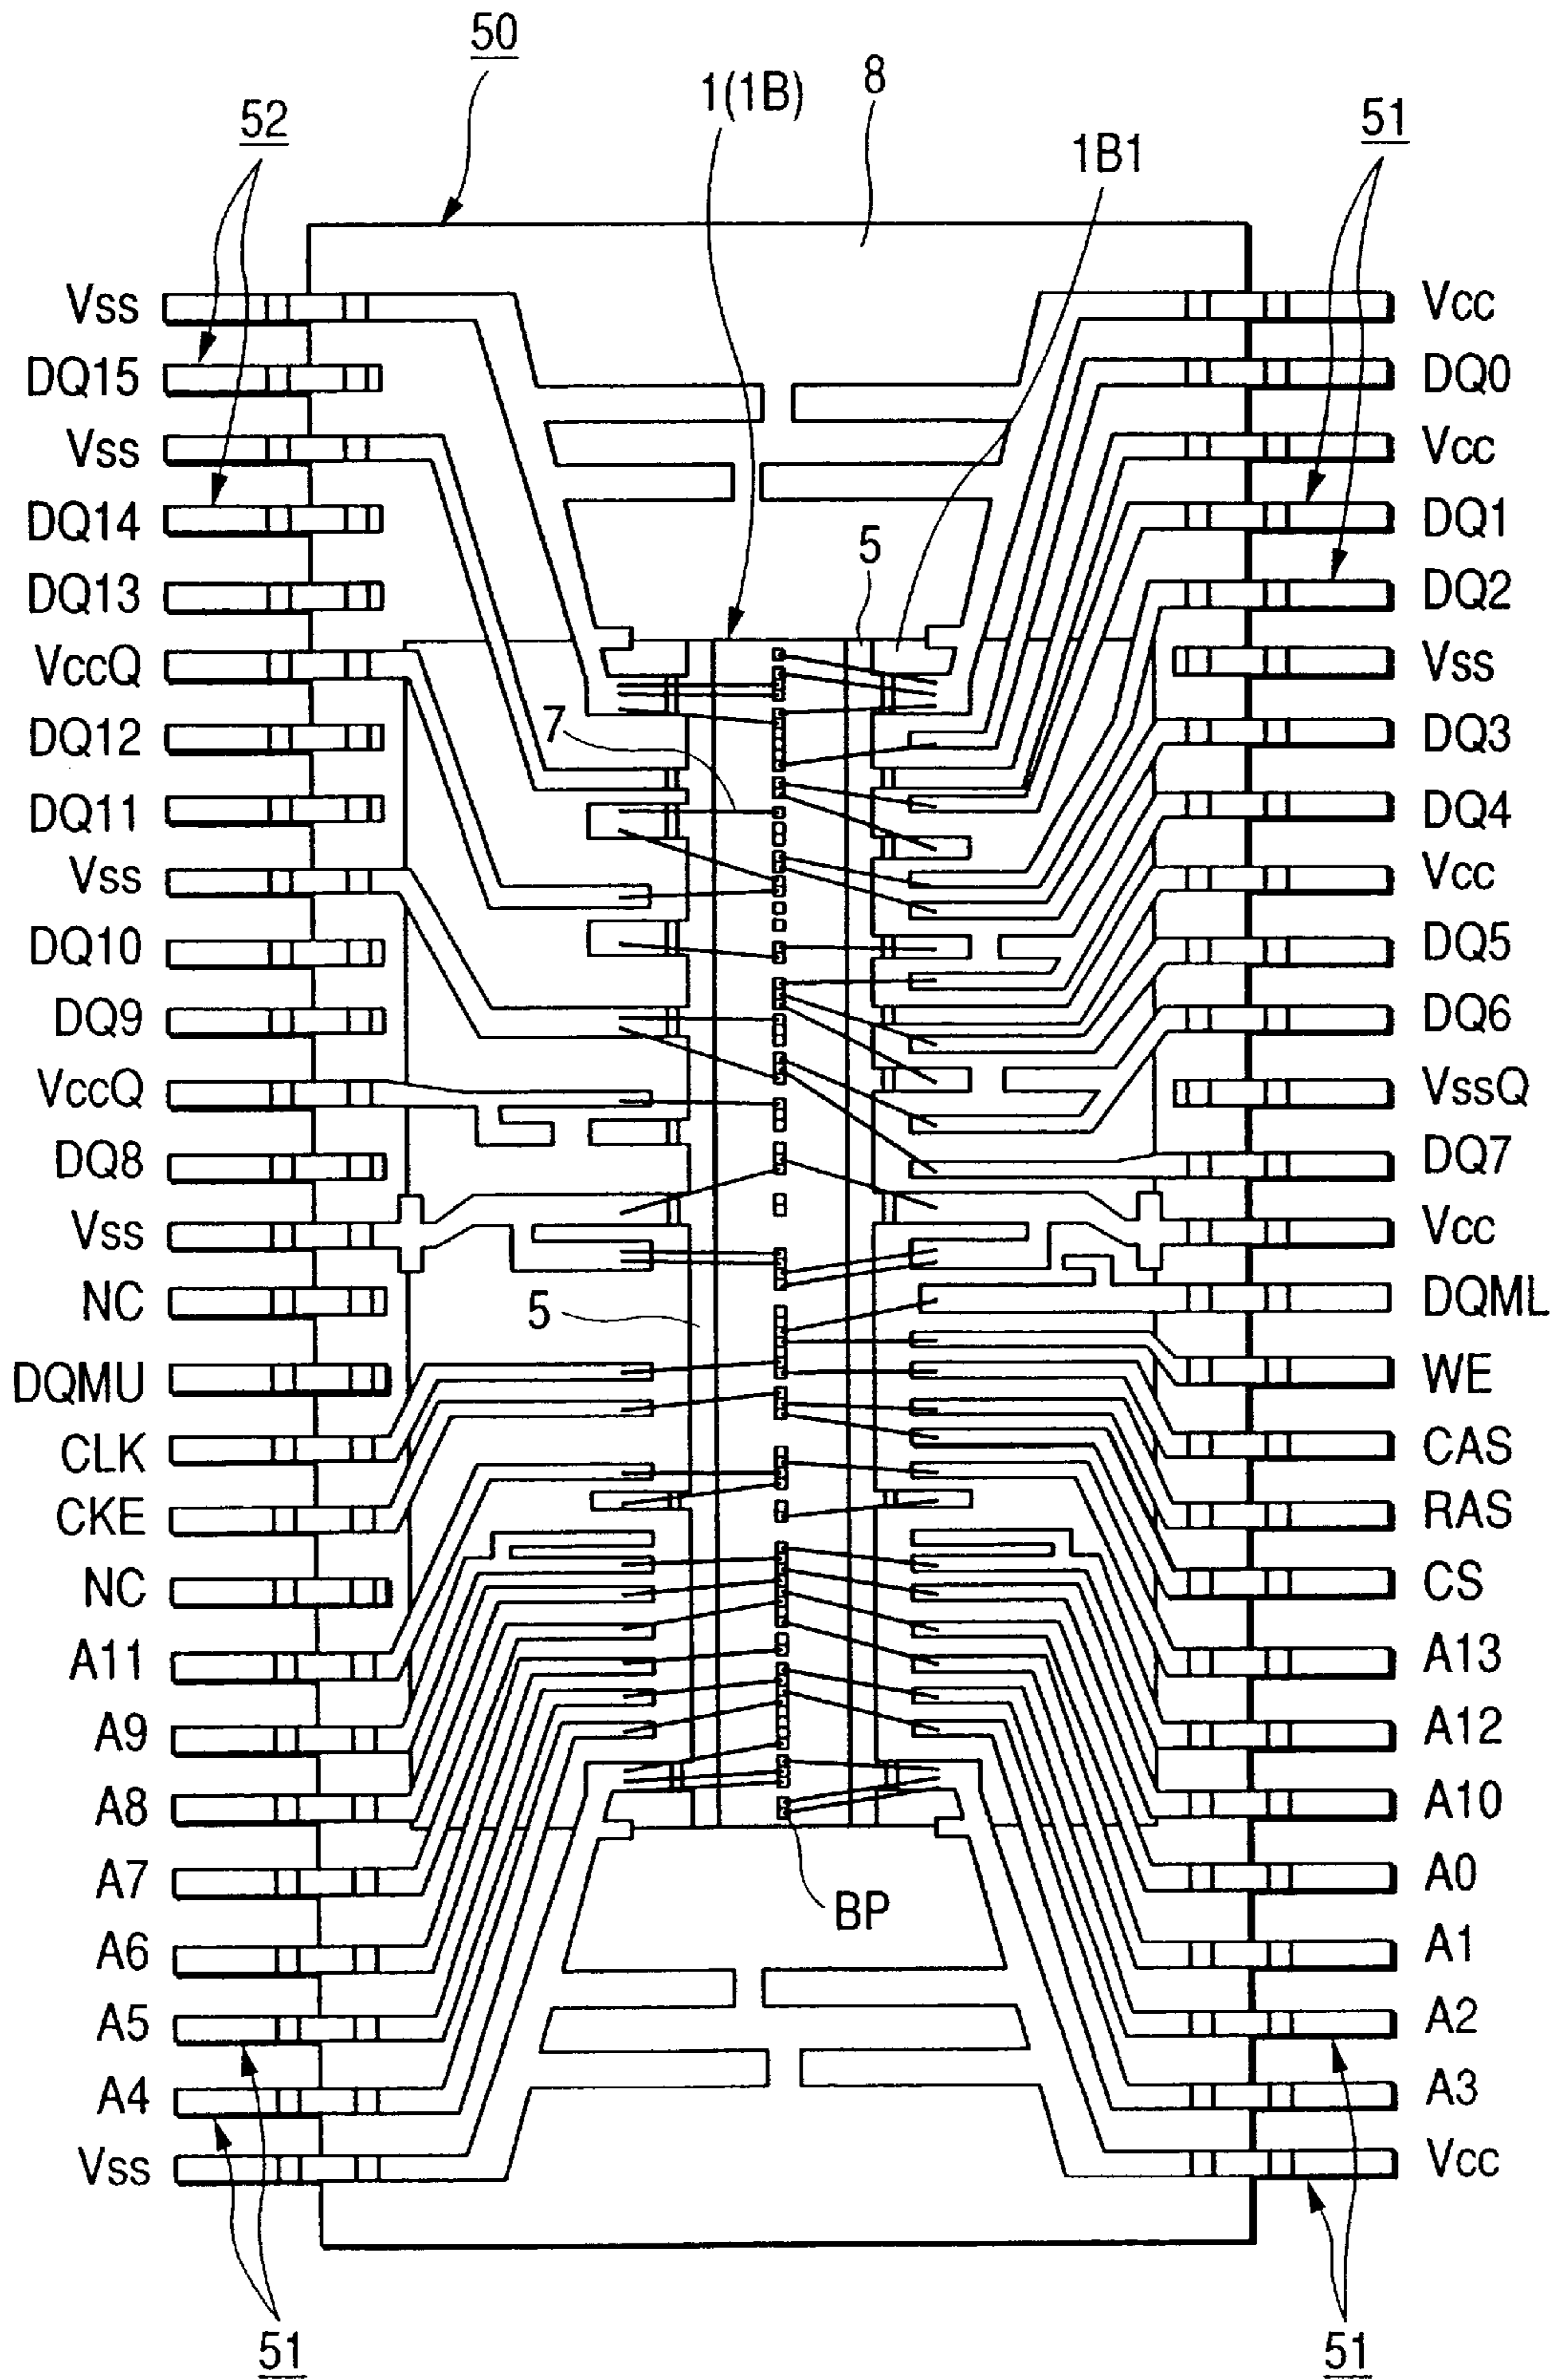 50
52
1(1B)
8
1B1
51
Vss
Vcc
DQ15
DQ0
Vss
Vcc
DQ14
DQ1
DQ13
5
DQ2
VccQ
Vss
DQ12
7
DQ3
DQ11
DQ4
Vss
Vcc
DQ10
DQ5
DQ9
DQ6
VccQ
VssQ
DQ8
DQ7
Vss
Vcc
NC
5
DQML
DQMU
WE
CLK
CAS
CKE
RAS
NC
CS
A11
A13
A9
A12
A8
A10
A7
A0
BP
A6
A1
A5
A2
A4
A3
Vss
Vcc
51
51